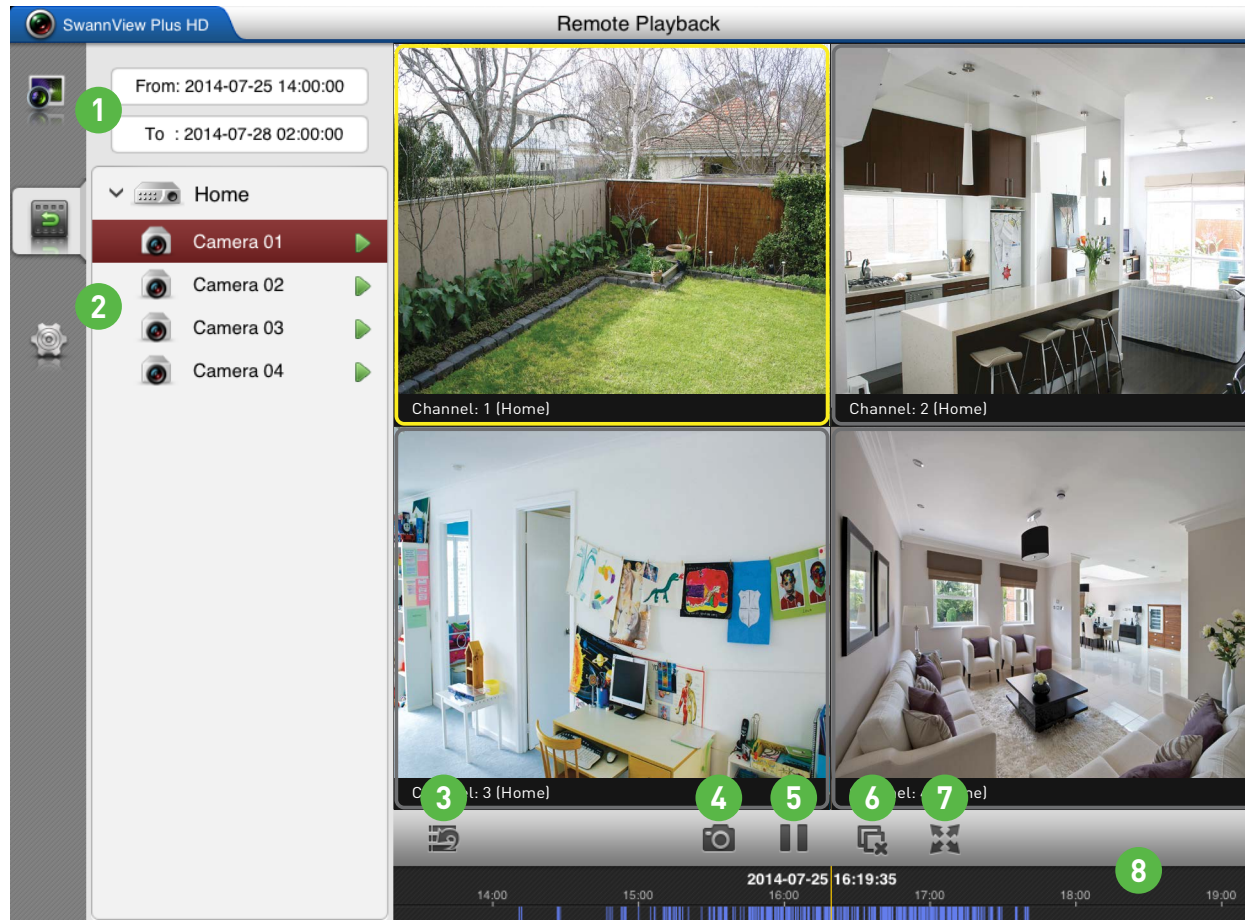 SwannView Plus HD
Remote Playback
1
From: 2014-07-25 14:00:00
To : 2014-07-28 02:00:00
Home
Camera 01
2
Camera 02
Camera 03
Camera 04
Channel: 1 (Home)
Channel: 2 (Home)
3 (Home)
3
4
5
6
7
2014-07-25 16:19:35
8
14:00
15:00
16:00
17:00
18:00
19:00